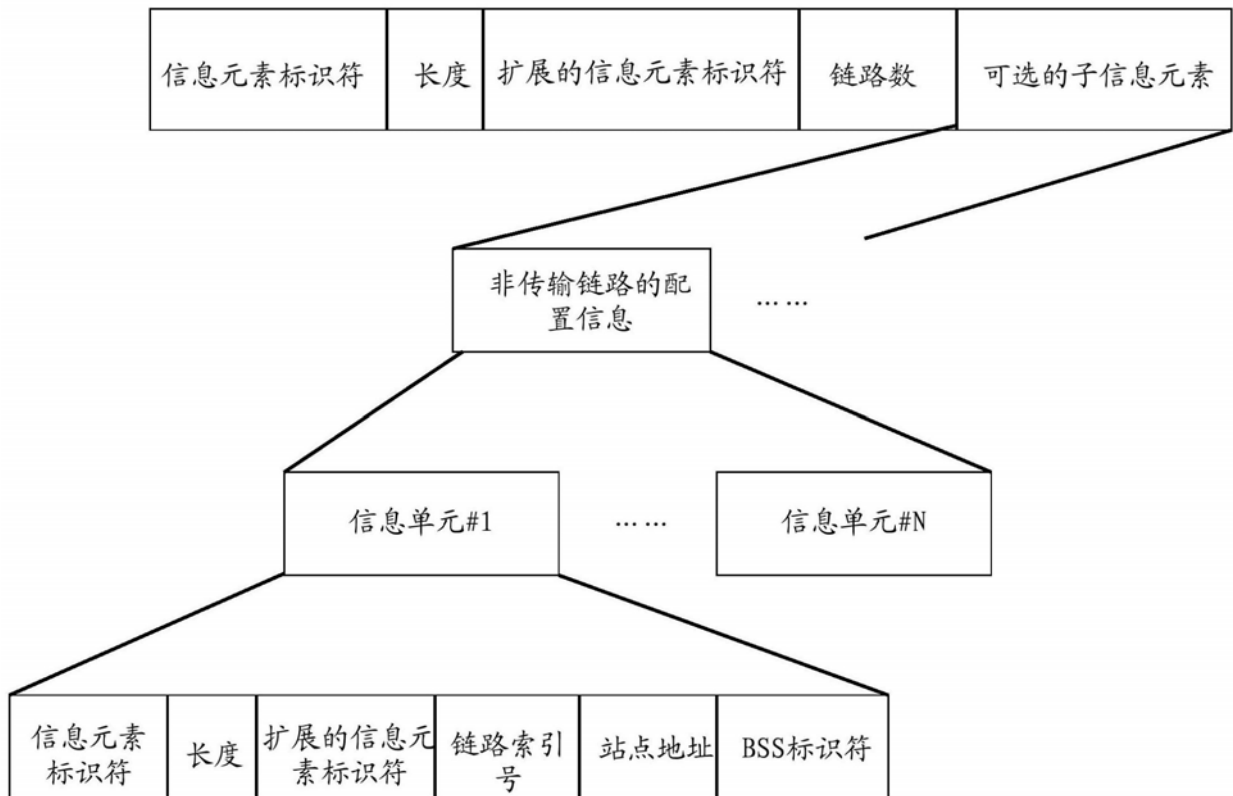 信息元素标识符 长度 扩展的信息元素标识符 链路数 可选的子信息元素
非传输链路的配
置信息
……
信息单元#1 …… 信息单元#N
信息元素
标识符
长度
扩展的信息元
素标识符
链路索引
号
站点地址
BSS标识符